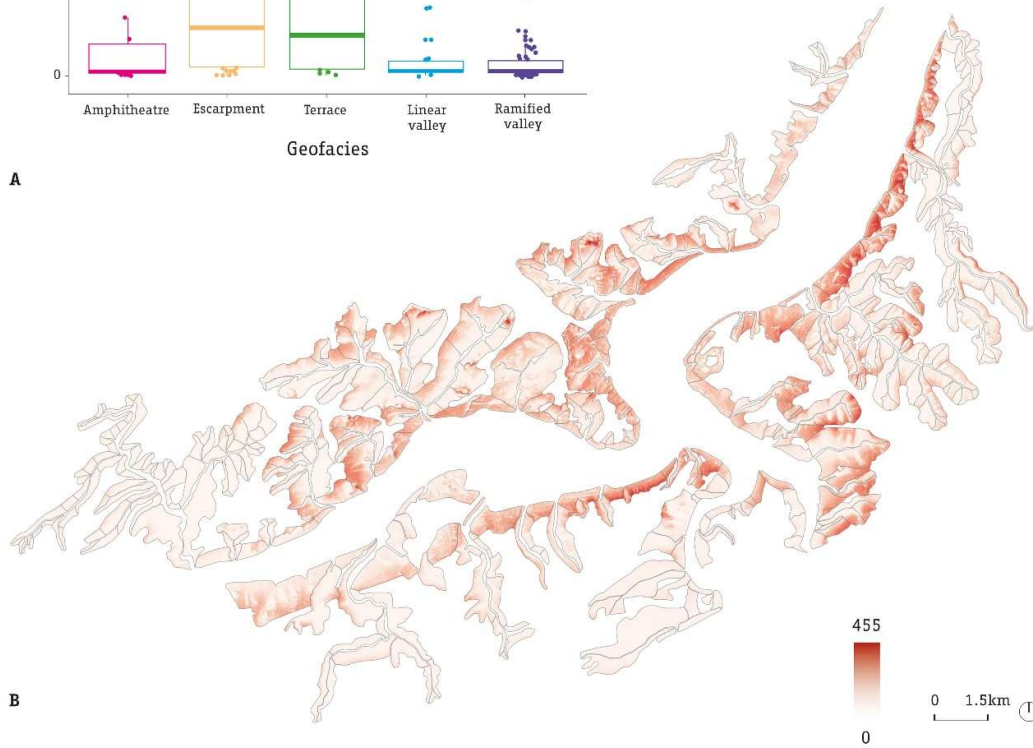 0
Amphitheatre Escarpment Terrace Linear valley Ramified valley
Geofacies
A
455
0
0 1.5km
B